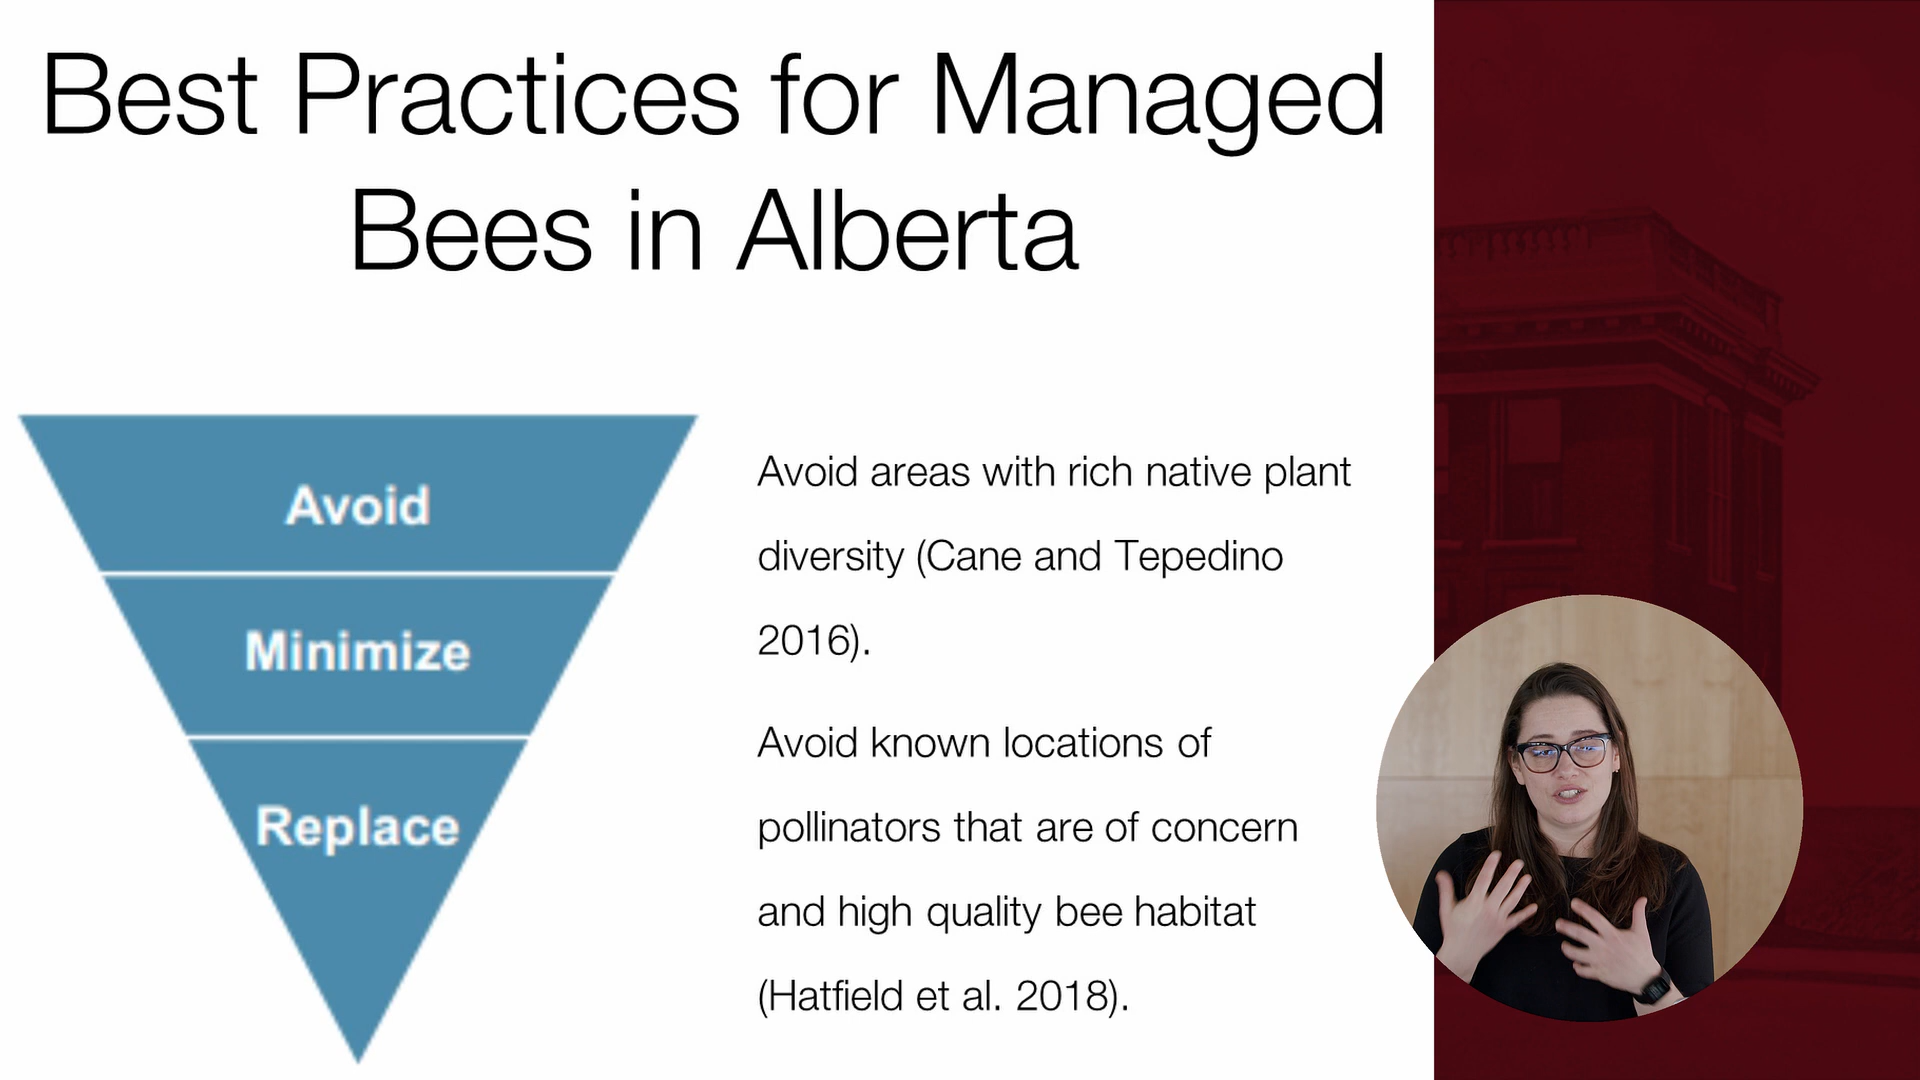 Best Practices for Managed
Bees in Alberta
Avoid
Minimize
Replace
Avoid areas with rich native plant
diversity (Cane and Tepedino
2016).
Avoid known locations of
pollinators that are of concern
and high quality bee habitat
(Hatfield et al. 2018).